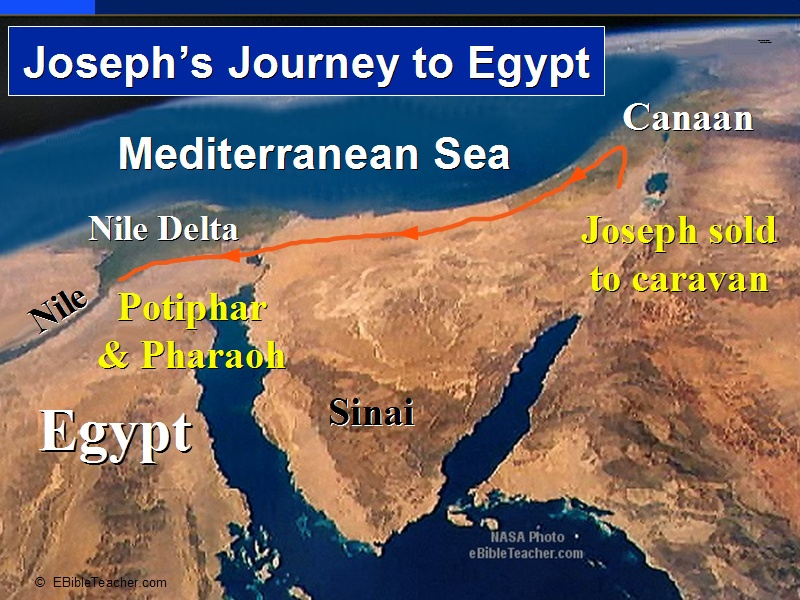 Joseph’s Journey to Egypt
Canaan
Mediterranean Sea
Nile Delta
Joseph sold
to caravan
Nile
Potiphar
& Pharaoh
Sinai
Egypt
NASA Photo
eBibleTeacher.com
© EBibleTeacher.com